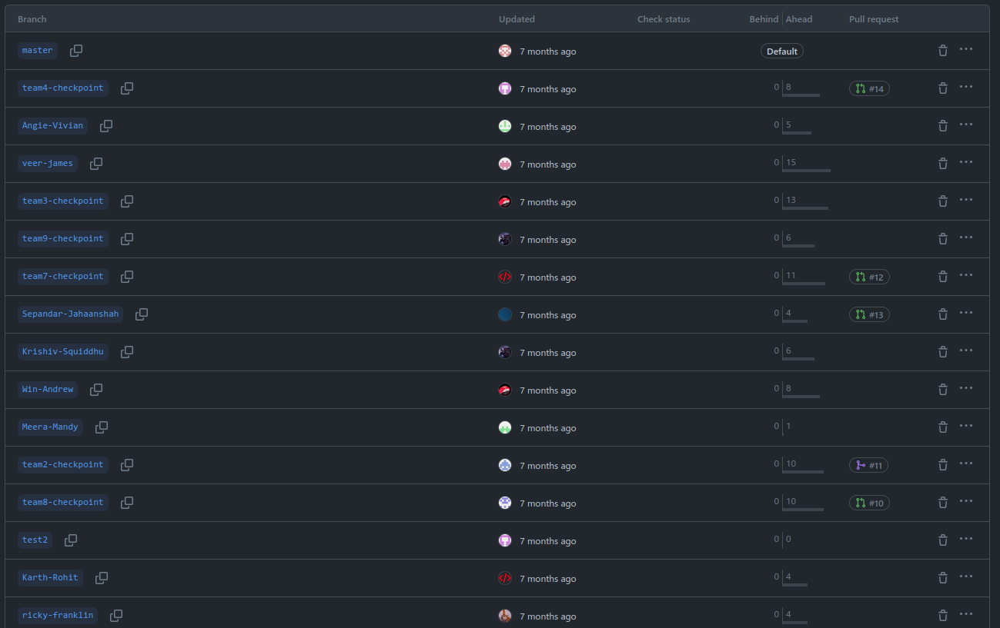 Branch Updated Check status Behind Ahead Pull request
master 7 months ago Default
team4-checkpoint 7 months ago 0 8 #14
Angie-Vivian 7 months ago 0 5
veer-james 7 months ago 0 15
team3-checkpoint 7 months ago 0 13
team9-checkpoint 7 months ago 0 6
team7-checkpoint 7 months ago 0 11 #12
Sepandar-Jahaanshah 7 months ago 0 4 #13
Krishiv-Squiddhu 7 months ago 0 6
Win-Andrew 7 months ago 0 8
Meera-Mandy 7 months ago 0 1
team2-checkpoint 7 months ago 0 10 #11
team8-checkpoint 7 months ago 0 10 #10
test2 7 months ago 0 0
Karth-Rohit 7 months ago 0 4
ricky-franklin 7 months ago 0 4